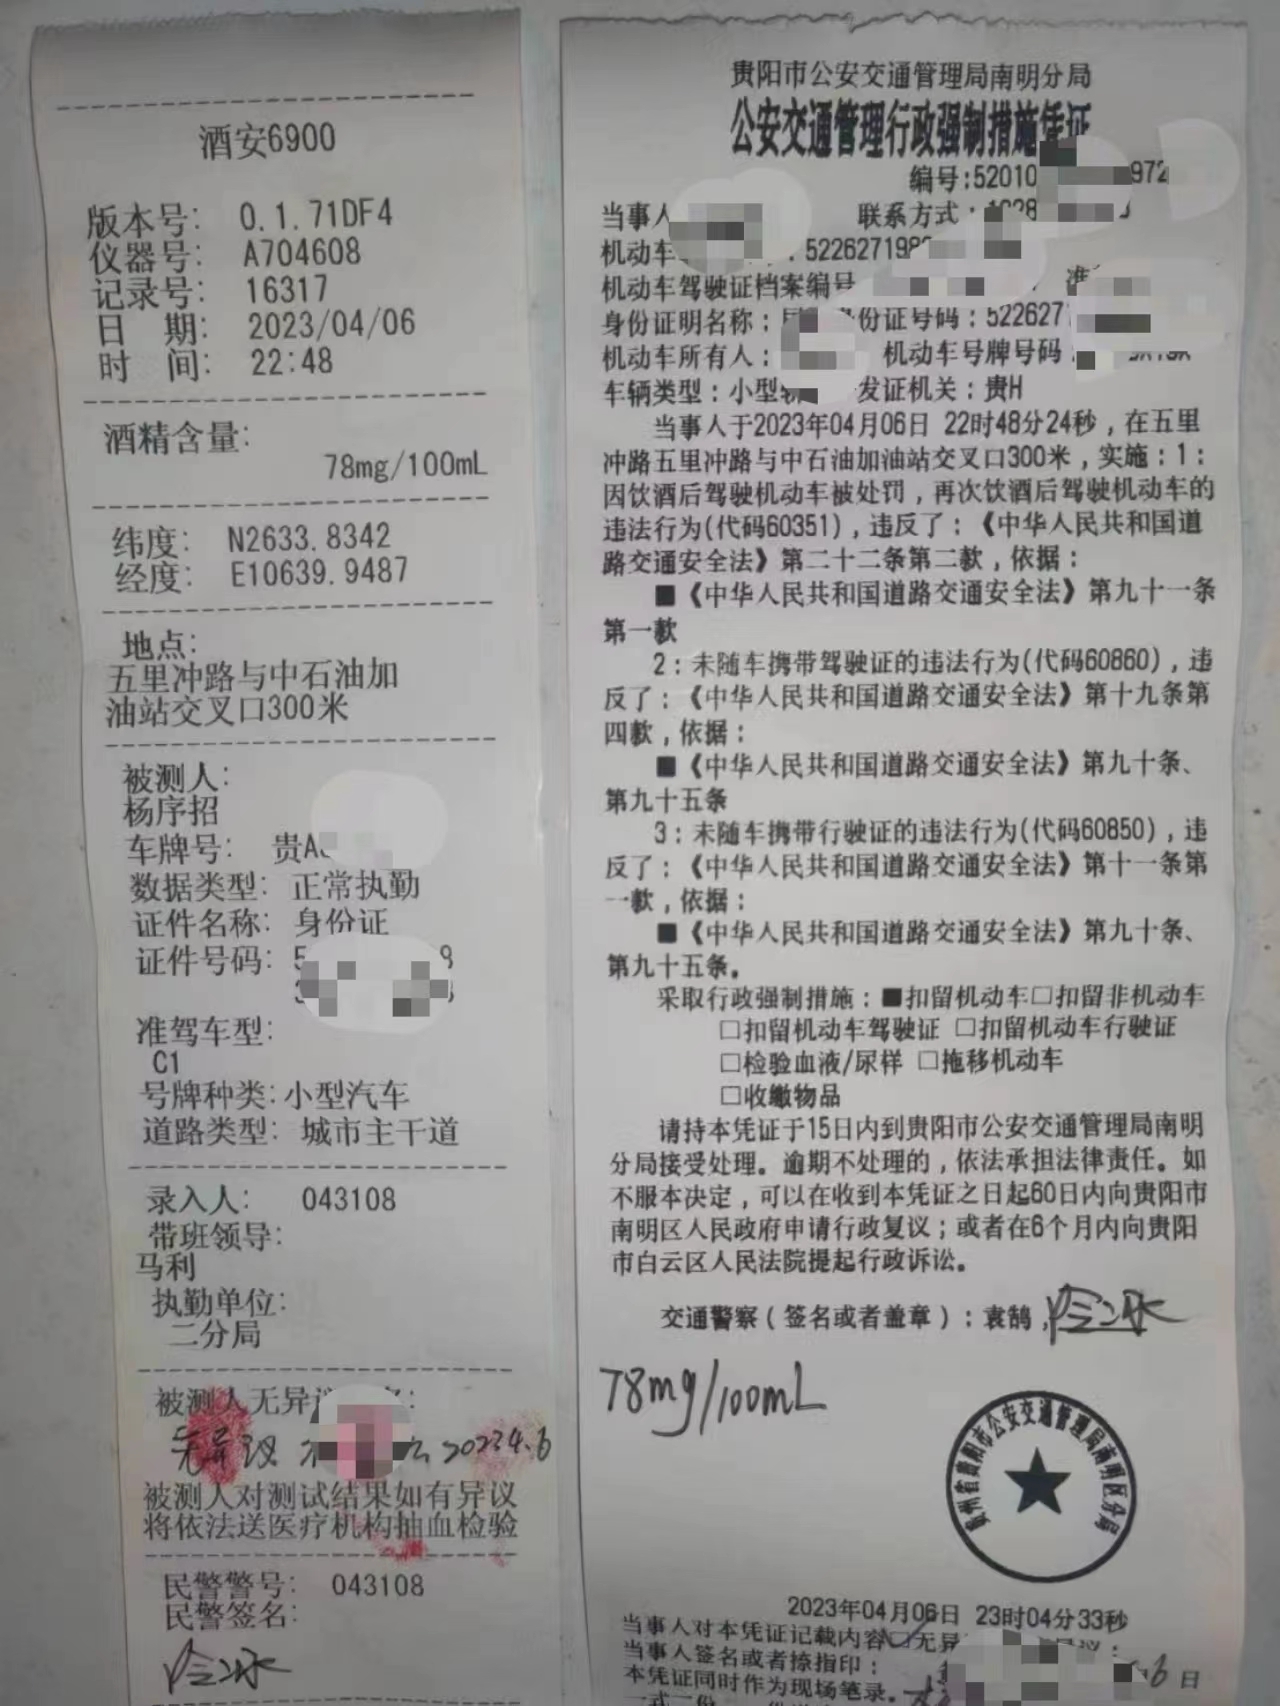 酒安6900
版本号: 0.1.71DF4
仪器号: A704608
记录号: 16317
日 期: 2023/04/06
时 间: 22:48
酒精含量:
78mg/100mL
纬度: N2633.8342
经度: E10639.9487
地点:
五里冲路与中石油加
油站交叉口300米
被测人:
杨序招
车牌号: 贵A
数据类型: 正常执勤
证件名称: 身份证
证件号码: 5 8
准驾车型:
C1
号牌种类: 小型汽车
道路类型: 城市主干道
录入人: 043108
带班领导:
马利
执勤单位:
二分局
被测人无异议
无异议 2023.4.6
被测人对测试结果如有异议
将依法送医疗机构抽血检验
民警警号: 043108
民警签名:
贵阳市公安交通管理局南明分局
公安交通管理行政强制措施凭证
编号:52010 972
当事人 联系方式:
机动车 :522627198
机动车驾驶证档案编号
身份证明名称: 身份证号码:522627
机动车所有人: 机动车号牌号码:
车辆类型:小型轿 发证机关:贵H
当事人于2023年04月06日 22时48分24秒,在五里
冲路五里冲路与中石油加油站交叉口300米,实施:1:
因饮酒后驾驶机动车被处罚,再次饮酒后驾驶机动车的
违法行为(代码60351),违反了:《中华人民共和国道
路交通安全法》第二十二条第二款,依据:
■《中华人民共和国道路交通安全法》第九十一条
第一款
2:未随车携带驾驶证的违法行为(代码60860),违
反了:《中华人民共和国道路交通安全法》第十九条第
四款,依据:
■《中华人民共和国道路交通安全法》第九十条、
第九十五条
3:未随车携带行驶证的违法行为(代码60850),违
反了:《中华人民共和国道路交通安全法》第十一条第
一款,依据:
■《中华人民共和国道路交通安全法》第九十条、
第九十五条。
采取行政强制措施:■扣留机动车□扣留非机动车
□扣留机动车驾驶证 □扣留机动车行驶证
□检验血液/尿样 □拖移机动车
□收缴物品
请持本凭证于15日内到贵阳市公安交通管理局南明
分局接受处理。逾期不处理的,依法承担法律责任。如
不服本决定,可以在收到本凭证之日起60日内向贵阳市
南明区人民政府申请行政复议;或者在6个月内向贵阳
市白云区人民法院提起行政诉讼。
交通警察(签名或者盖章):袁鹄,
78mg/100mL
贵州省贵阳市公安交通管理局南明区分局
2023年04月06日 23时04分33秒
当事人对本凭证记载内容□无异
当事人签名或者捺指印:
6日
本凭证同时作为现场笔录。
一式二份